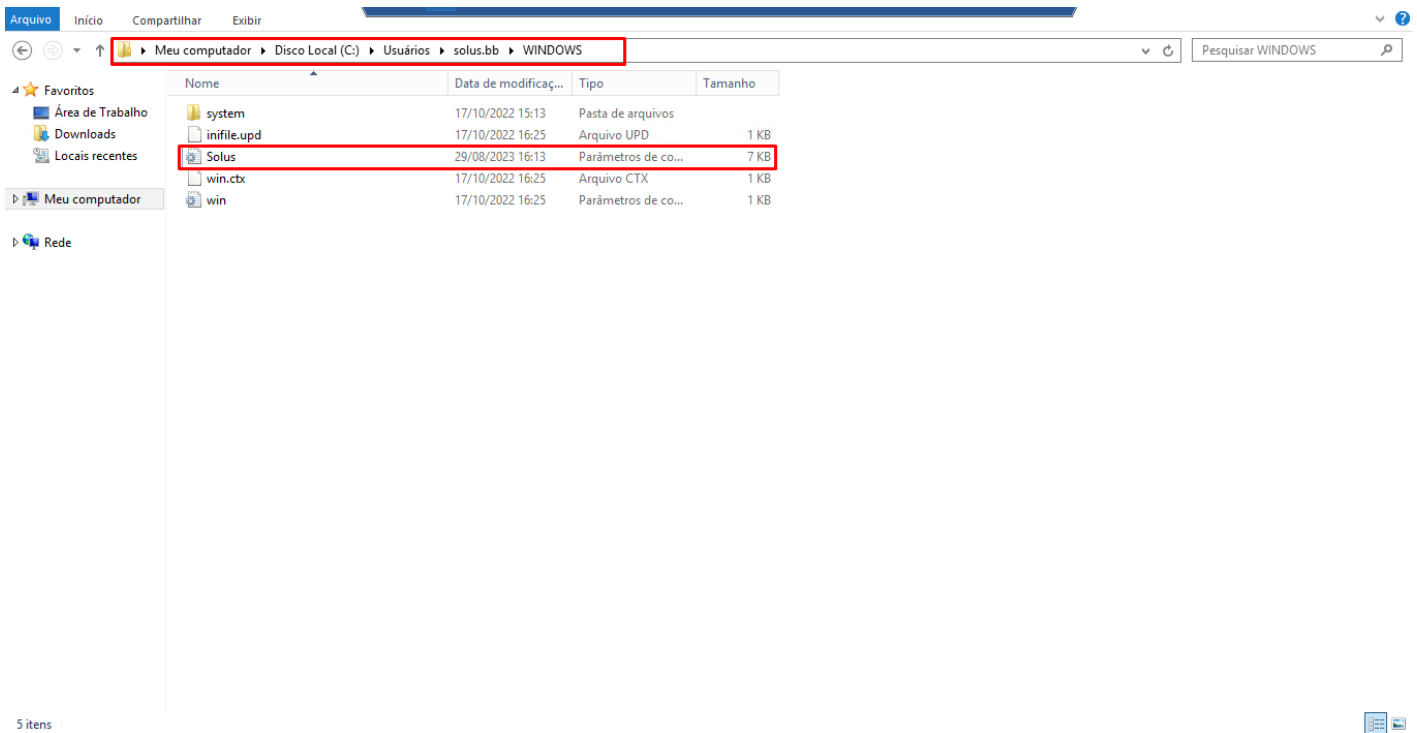 Arquivo Início Compartilhar Exibir
Meu computador Disco Local (C:) Usuários solus.bb WINDOWS Pesquisar WINDOWS
Favoritos
Área de Trabalho
Downloads
Locais recentes
Meu computador
Rede
Nome Data de modificaç... Tipo Tamanho
system 17/10/2022 15:13 Pasta de arquivos
inifile.upd 17/10/2022 16:25 Arquivo UPD 1 KB
Solus 29/08/2023 16:13 Parâmetros de co... 7 KB
win.ctx 17/10/2022 16:25 Arquivo CTX 1 KB
win 17/10/2022 16:25 Parâmetros de co... 1 KB
5 itens